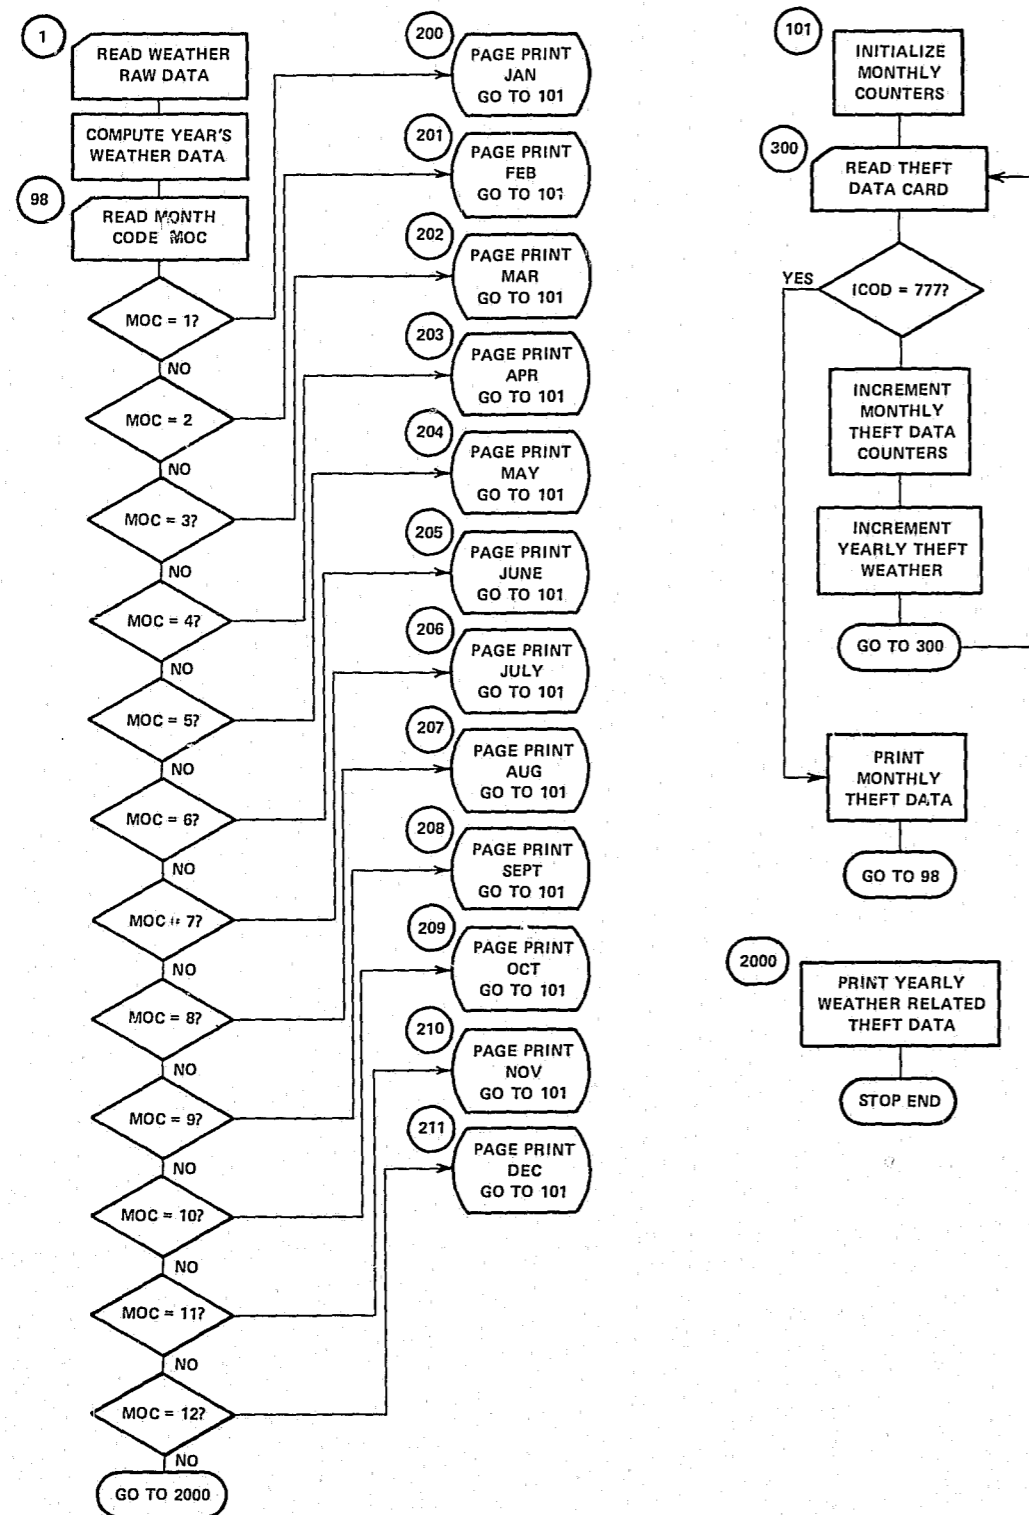 1
READ WEATHER
RAW DATA
COMPUTE YEAR'S
WEATHER DATA
98
READ MONTH
CODE MOC
MOC = 1?
NO
MOC = 2
NO
MOC = 3?
NO
MOC = 4?
NO
MOC = 5?
NO
MOC = 6?
NO
MOC = 7?
NO
MOC = 8?
NO
MOC = 9?
NO
MOC = 10?
NO
MOC = 11?
NO
MOC = 12?
NO
GO TO 2000
200
PAGE PRINT
JAN
GO TO 101
201
PAGE PRINT
FEB
GO TO 101
202
PAGE PRINT
MAR
GO TO 101
203
PAGE PRINT
APR
GO TO 101
204
PAGE PRINT
MAY
GO TO 101
205
PAGE PRINT
JUNE
GO TO 101
206
PAGE PRINT
JULY
GO TO 101
207
PAGE PRINT
AUG
GO TO 101
208
PAGE PRINT
SEPT
GO TO 101
209
PAGE PRINT
OCT
GO TO 101
210
PAGE PRINT
NOV
GO TO 101
211
PAGE PRINT
DEC
GO TO 101
101
INITIALIZE
MONTHLY
COUNTERS
300
READ THEFT
DATA CARD
YES
ICOD = 777?
INCREMENT
MONTHLY
THEFT DATA
COUNTERS
INCREMENT
YEARLY THEFT
WEATHER
GO TO 300
PRINT
MONTHLY
THEFT DATA
GO TO 98
2000
PRINT YEARLY
WEATHER RELATED
THEFT DATA
STOP END